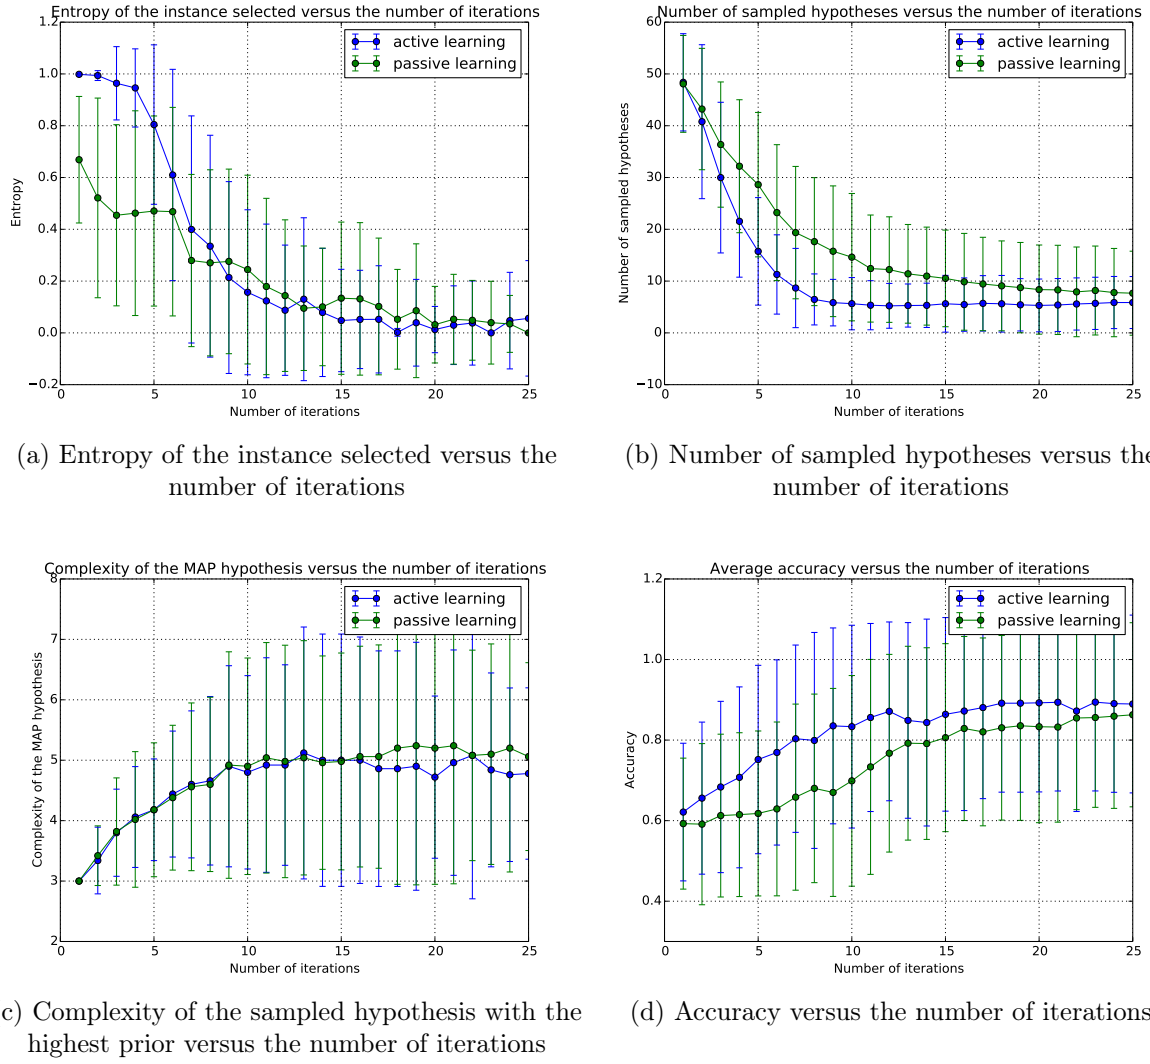 Entropy of the instance selected versus the number of iterations
1.2
1.0
0.8
0.6
0.4
0.2
0.0
−0.2
Entropy
active learning
passive learning
0 5 10 15 20 25
Number of iterations
(a) Entropy of the instance selected versus the
number of iterations
Number of sampled hypotheses versus the number of iterations
60
50
40
30
20
10
0
−10
Number of sampled hypotheses
active learning
passive learning
0 5 10 15 20 25
Number of iterations
(b) Number of sampled hypotheses versus the
number of iterations
Complexity of the MAP hypothesis versus the number of iterations
8
7
6
5
4
3
2
Complexity of the MAP hypothesis
active learning
passive learning
0 5 10 15 20 25
Number of iterations
c) Complexity of the sampled hypothesis with the
highest prior versus the number of iterations
Average accuracy versus the number of iterations
1.2
1.0
0.8
0.6
0.4
Accuracy
active learning
passive learning
0 5 10 15 20 25
Number of iterations
(d) Accuracy versus the number of iterations